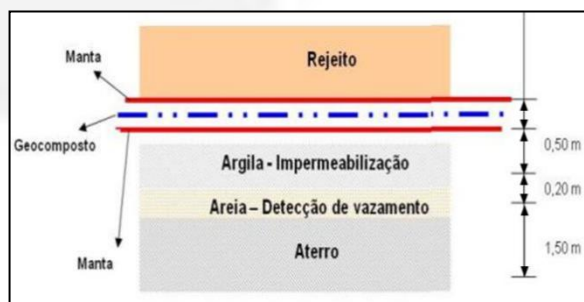 Manta
Rejeito
Geocomposto
0,50 m
Argila - Impermeabilização
0,20 m
Areia – Detecção de vazamento
1,50 m
Aterro
Manta